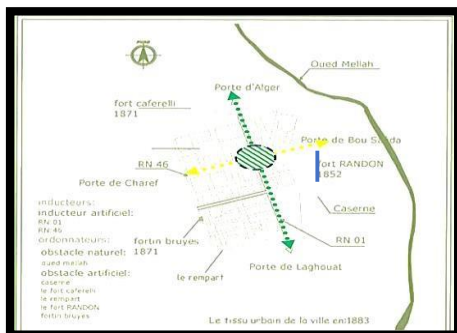 Oued Mellah
Porte d'Alger
fort caferelli
1871
Porte de Bou Saada
RN 46
fort RANDON
1852
Porte de Charef
inducteurs:
inducteur artificiel:
RN 01
RN 46
Caserne
ordonnateurs:
fortin bruyes
1871
RN 01
obstacle naturel:
oued mellah
obstacle artificiel:
caserne
le fort caferelli
le rempart
le fort RANDON
fortin bruyes
le rempart
Porte de Laghouat
Le tissu urbain de la ville en:1883